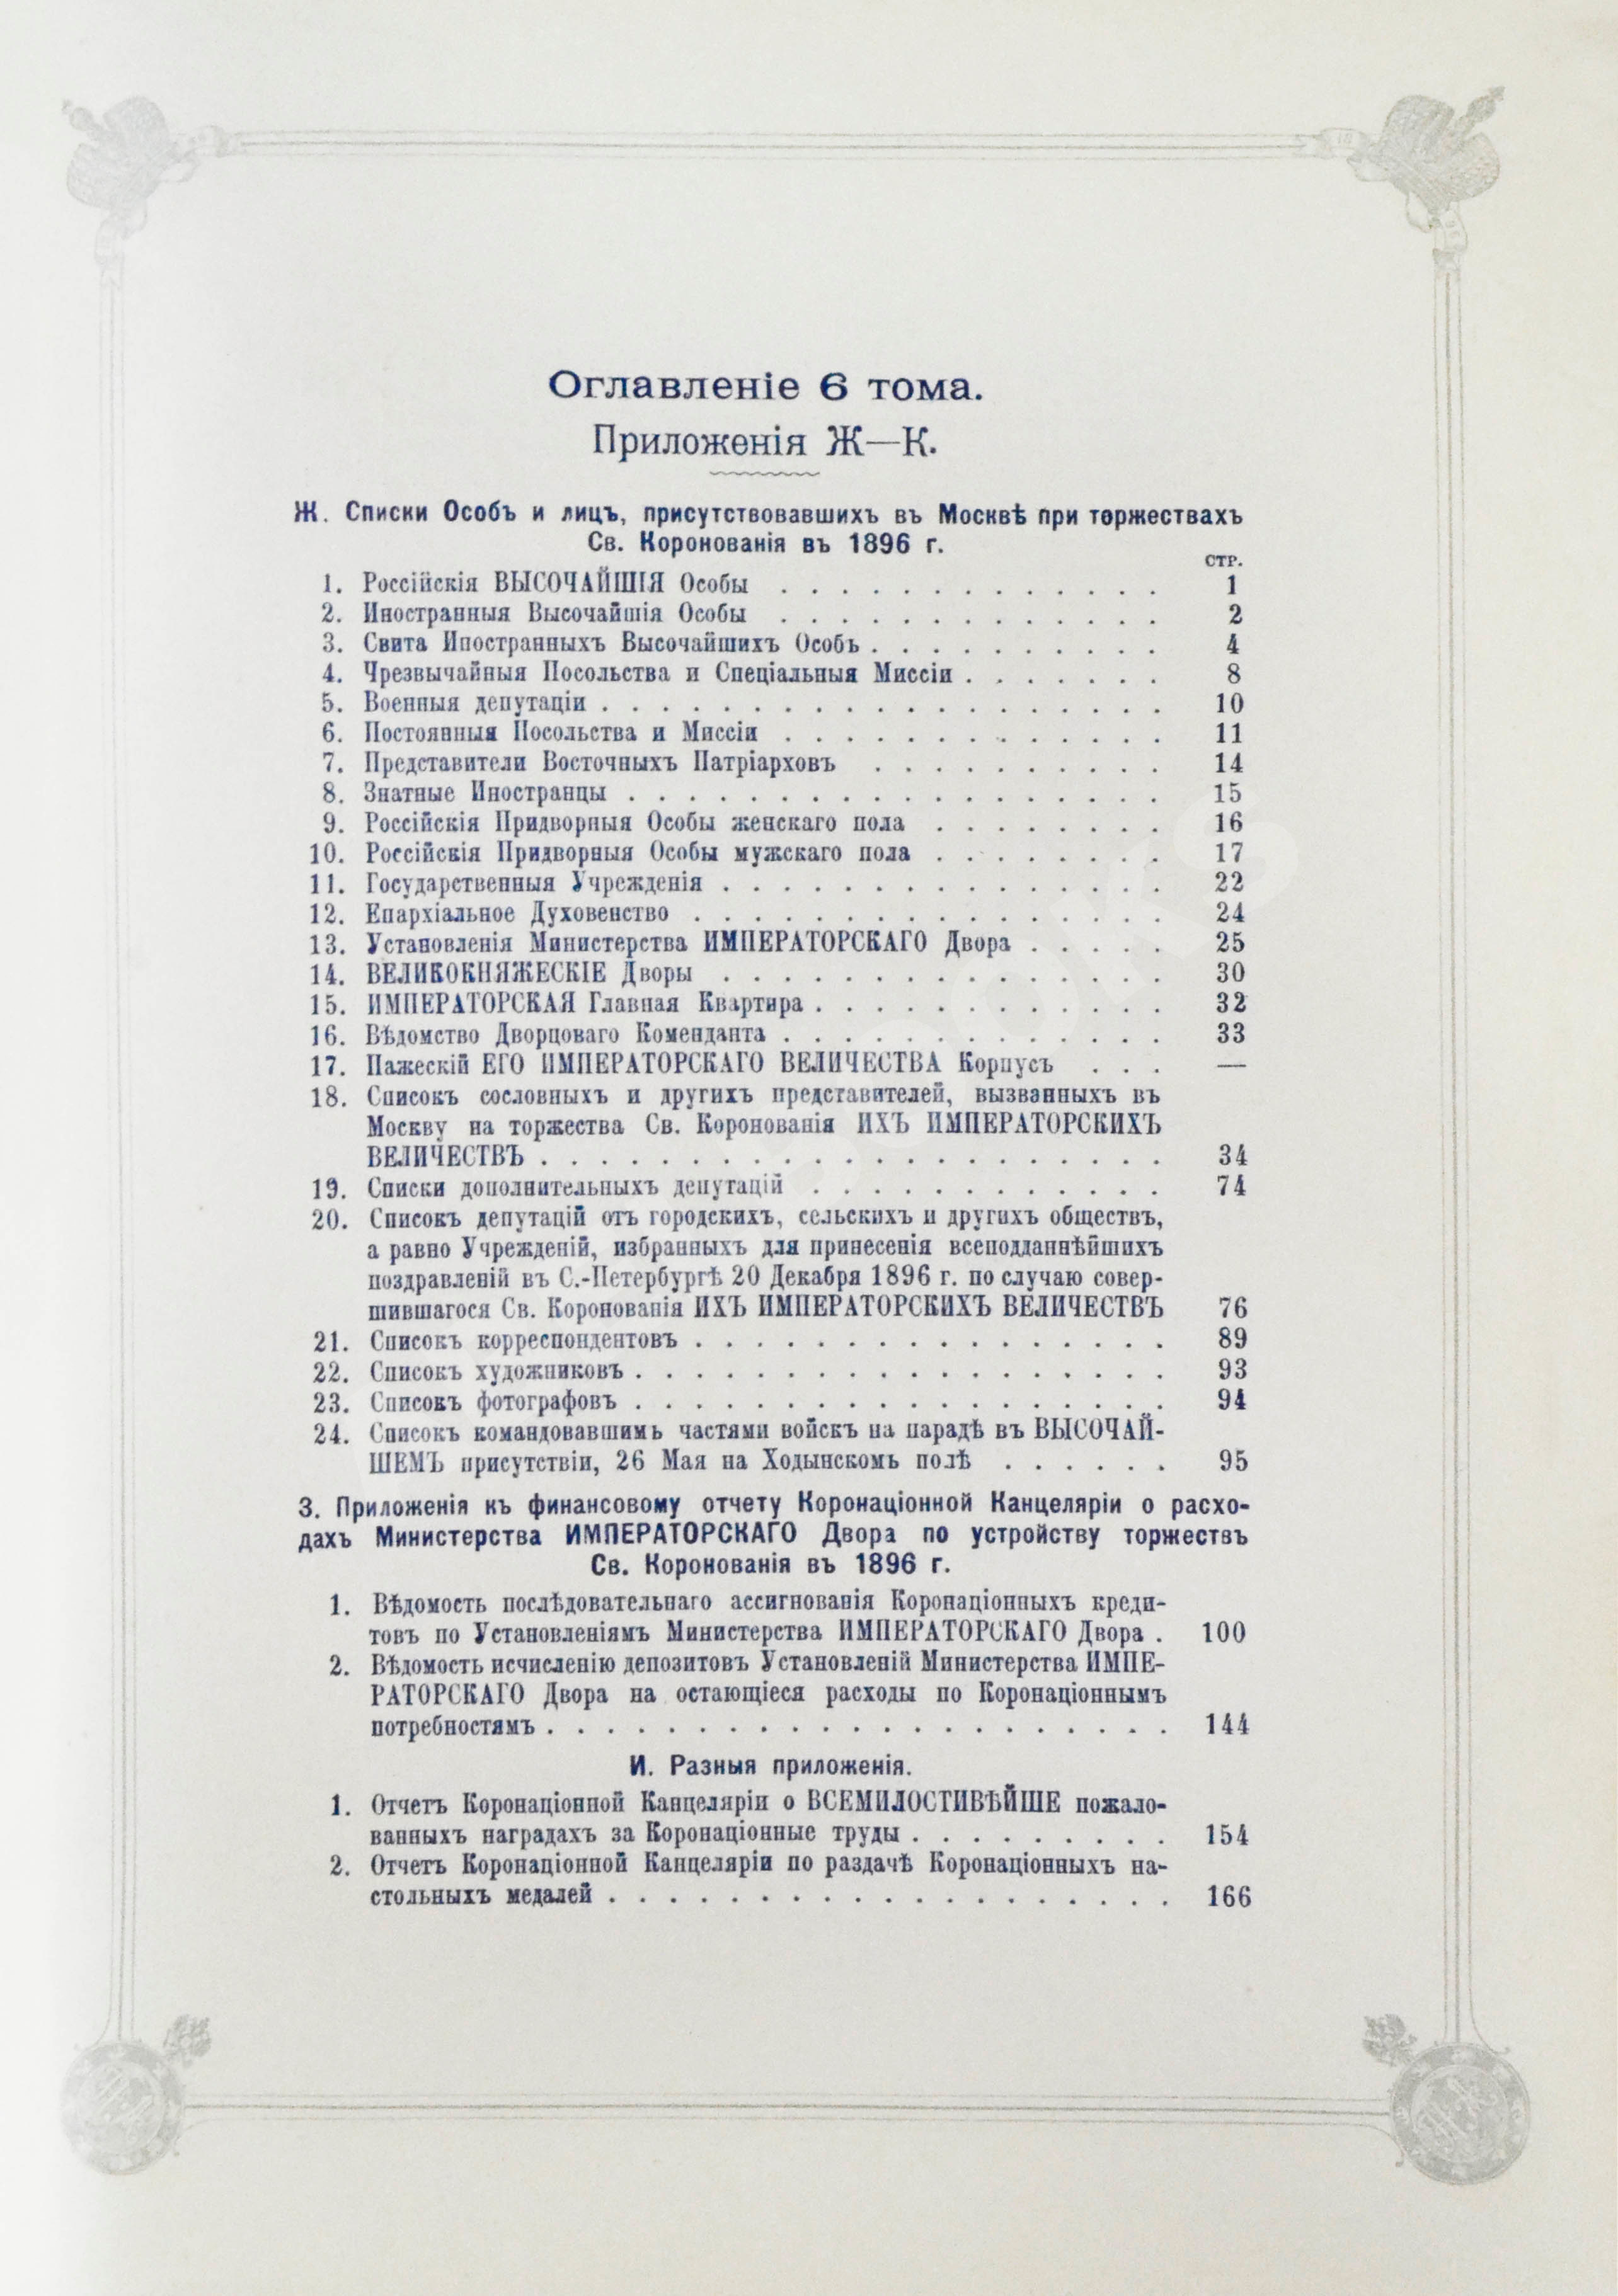 Оглавленіе 6 тома.
Приложенія Ж—К.
Ж. Списки Особъ и лицъ, присутствовавшихъ въ Москвѣ при торжествахъ
Св. Коронованія въ 1896 г.
СТР.
1. Россійскія ВЫСОЧАЙШІЯ Особы . . . . . . . . . . . . . 1
2. Иностранныя Высочайшія Особы . . . . . . . . . . . . . 2
3. Свита Иностранныхъ Высочайшихъ Особъ . . . . . . . . . . 4
4. Чрезвычайныя Посольства и Спеціальныя Миссіи . . . . . . . 8
5. Военныя депутаціи . . . . . . . . . . . . . . . . . . . 10
6. Постоянныя Посольства и Миссіи . . . . . . . . . . . . . 11
7. Представители Восточныхъ Патріарховъ . . . . . . . . . . 14
8. Знатные Иностранцы . . . . . . . . . . . . . . . . . . 15
9. Россійскія Придворныя Особы женскаго пола . . . . . . . . 16
10. Россійскія Придворныя Особы мужскаго пола . . . . . . . . 17
11. Государственныя Учрежденія . . . . . . . . . . . . . . . 22
12. Епархіальное Духовенство . . . . . . . . . . . . . . . . 24
13. Установленія Министерства ИМПЕРАТОРСКАГО Двора . . . . . 25
14. ВЕЛИКОКНЯЖЕСКІЕ Дворы . . . . . . . . . . . . . . . 30
15. ИМПЕРАТОРСКАЯ Главная Квартира . . . . . . . . . . . . 32
16. Вѣдомство Дворцоваго Коменданта . . . . . . . . . . . . . 33
17. Пажескій ЕГО ИМПЕРАТОРСКАГО ВЕЛИЧЕСТВА Корпусъ . . . —
18. Списокъ сословныхъ и другихъ представителей, вызванныхъ въ
Москву на торжества Св. Коронованія ИХЪ ИМПЕРАТОРСКИХЪ
ВЕЛИЧЕСТВЪ . . . . . . . . . . . . . . . . . . . . . 34
19. Списки дополнительныхъ депутацій . . . . . . . . . . . . 74
20. Списокъ депутацій отъ городскихъ, сельскихъ и другихъ обществъ,
а равно Учрежденій, избранныхъ для принесенія всеподданнѣйшихъ
поздравленій въ С.-Петербургѣ 20 Декабря 1896 г. по случаю совер-
шившагося Св. Коронованія ИХЪ ИМПЕРАТОРСКИХЪ ВЕЛИЧЕСТВЪ 76
21. Списокъ корреспондентовъ . . . . . . . . . . . . . . . . 89
22. Списокъ художниковъ . . . . . . . . . . . . . . . . . . 93
23. Списокъ фотографовъ . . . . . . . . . . . . . . . . . . 94
24. Списокъ командовавшимъ частями войскъ на парадѣ въ ВЫСОЧАЙ-
ШЕМЪ присутствіи, 26 Мая на Ходынскомъ полѣ . . . . . . 95
З. Приложенія къ финансовому отчету Коронаціонной Канцеляріи о расхо-
дахъ Министерства ИМПЕРАТОРСКАГО Двора по устройству торжествъ
Св. Коронованія въ 1896 г.
1. Вѣдомость послѣдовательнаго ассигнованія Коронаціонныхъ креди-
товъ по Установленіямъ Министерства ИМПЕРАТОРСКАГО Двора . 100
2. Вѣдомость исчисленію депозитовъ Установленій Министерства ИМПЕ-
РАТОРСКАГО Двора на остающіеся расходы по Коронаціоннымъ
потребностямъ . . . . . . . . . . . . . . . . . . . . . 144
И. Разныя приложенія.
1. Отчетъ Коронаціонной Канцеляріи о ВСЕМИЛОСТИВѢЙШЕ пожало-
ванныхъ наградахъ за Коронаціонные труды . . . . . . . . . 154
2. Отчетъ Коронаціонной Канцеляріи по раздачѣ Коронаціонныхъ на-
стольныхъ медалей . . . . . . . . . . . . . . . . . . . 166